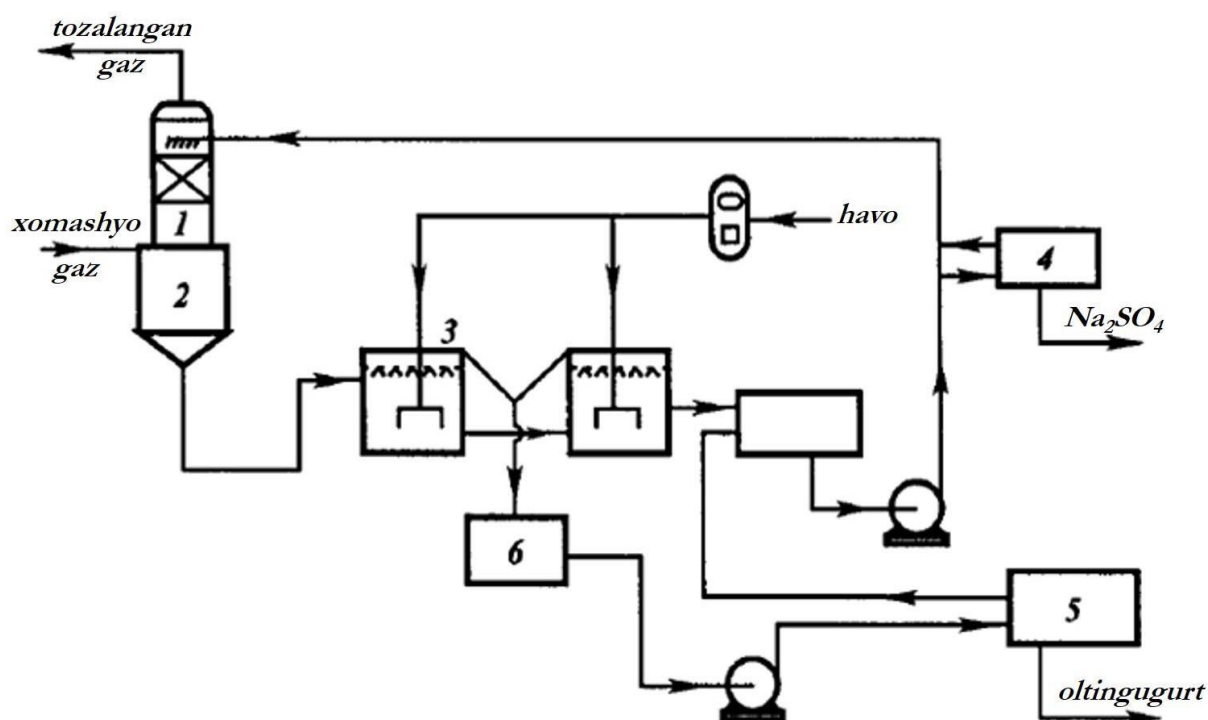 tozalangan
gaz
xomashyo
gaz
1
2
havo
3
4
Na₂SO₄
6
5
oltingugurt